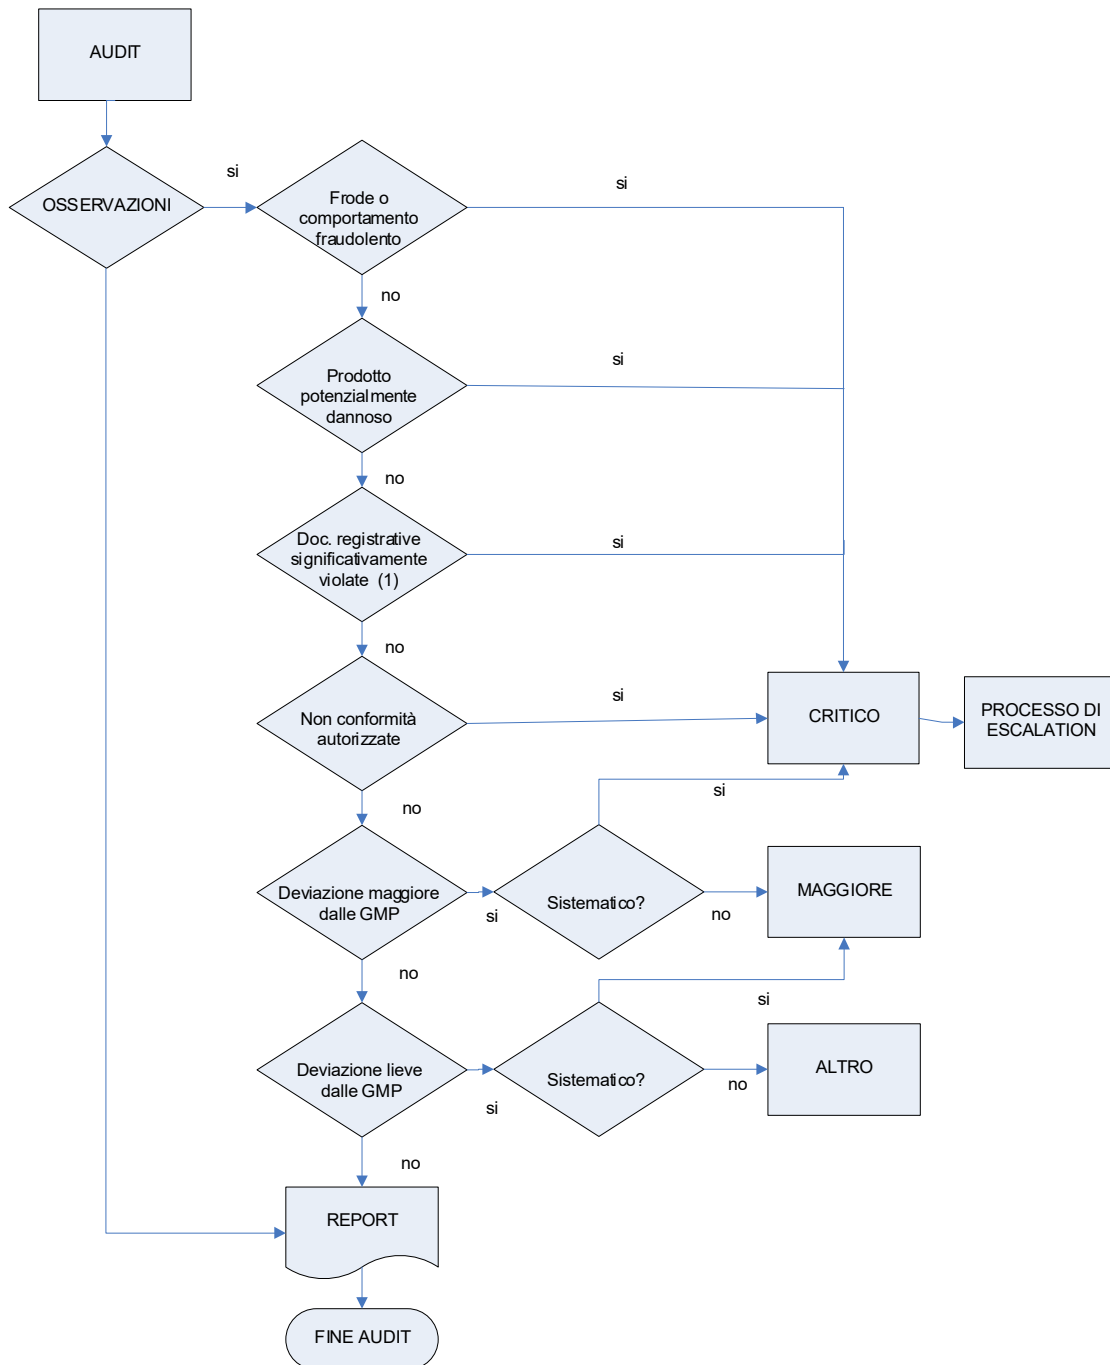 AUDIT
OSSERVAZIONI
si
Frode o
comportamento
fraudolento
si
no
Prodotto
potenzialmente
dannoso
si
no
Doc. registrative
significativamente
violate (1)
si
no
Non conformità
autorizzate
si
CRITICO
PROCESSO DI
ESCALATION
no
si
Deviazione maggiore
dalle GMP
si
Sistematico?
no
MAGGIORE
no
si
Deviazione lieve
dalle GMP
si
Sistematico?
no
ALTRO
no
REPORT
FINE AUDIT